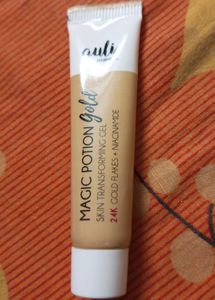 auli
MAGIC POTION gold
SKIN TRANSFORMING GEL
24K GOLD FLAKES + NIACINAMIDE